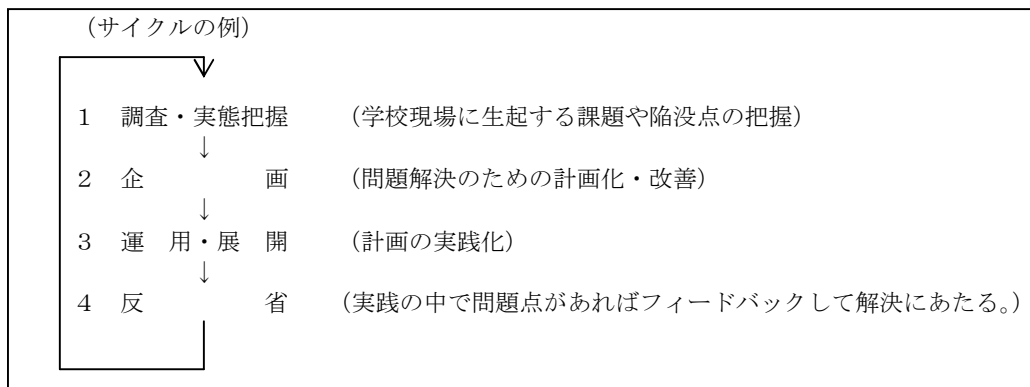 （サイクルの例）
１　調査・実態把握　（学校現場に生起する課題や陥没点の把握）
↓
２　企　　　　画　（問題解決のための計画化・改善）
↓
３　運　用・展　開　（計画の実践化）
↓
４　反　　　　省　（実践の中で問題点があればフィードバックして解決にあたる。）